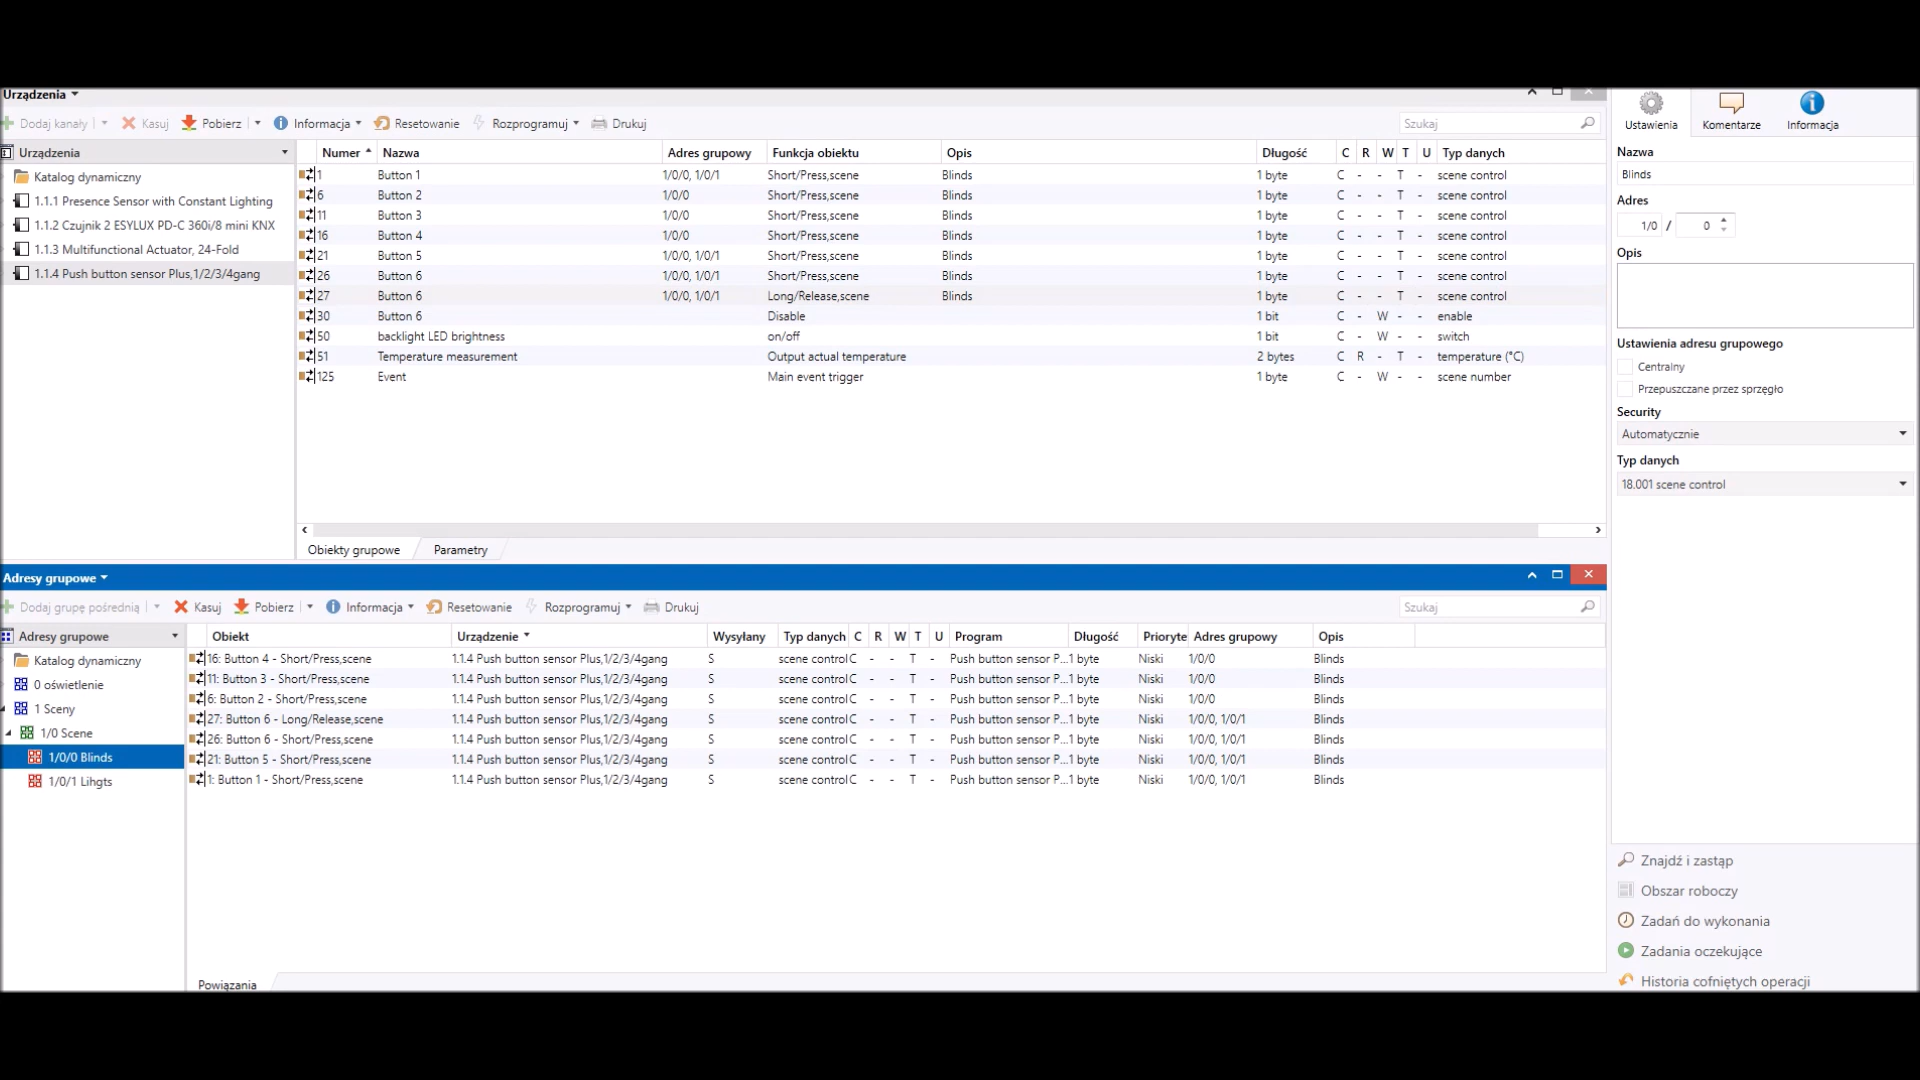 Urządzenia
Dodaj kanały Kasuj Pobierz Informacja Resetowanie Rozprogramuj Drukuj Szukaj
Urządzenia
Katalog dynamiczny
1.1.1 Presence Sensor with Constant Lighting
1.1.2 Czujnik 2 ESYLUX PD-C 360i/8 mini KNX
1.1.3 Multifunctional Actuator, 24-Fold
1.1.4 Push button sensor Plus,1/2/3/4gang
Numer Nazwa Adres grupowy Funkcja obiektu Opis Długość C R W T U Typ danych
1 Button 1 1/0/0, 1/0/1 Short/Press,scene Blinds 1 byte C - - T - scene control
6 Button 2 1/0/0 Short/Press,scene Blinds 1 byte C - - T - scene control
11 Button 3 1/0/0 Short/Press,scene Blinds 1 byte C - - T - scene control
16 Button 4 1/0/0 Short/Press,scene Blinds 1 byte C - - T - scene control
21 Button 5 1/0/0, 1/0/1 Short/Press,scene Blinds 1 byte C - - T - scene control
26 Button 6 1/0/0, 1/0/1 Short/Press,scene Blinds 1 byte C - - T - scene control
27 Button 6 1/0/0, 1/0/1 Long/Release,scene Blinds 1 byte C - - T - scene control
30 Button 6 Disable 1 bit C - W - - enable
50 backlight LED brightness on/off 1 bit C - W - - switch
51 Temperature measurement Output actual temperature 2 bytes C R - T - temperature (°C)
125 Event Main event trigger 1 byte C - W - - scene number
Obiekty grupowe Parametry
Adresy grupowe
Dodaj grupę pośrednią Kasuj Pobierz Informacja Resetowanie Rozprogramuj Drukuj Szukaj
Adresy grupowe
Katalog dynamiczny
0 oświetlenie
1 Sceny
1/0 Scene
1/0/0 Blinds
1/0/1 Lihgts
Obiekt Urządzenie Wysyłany Typ danych C R W T U Program Długość Prioryte Adres grupowy Opis
16: Button 4 - Short/Press,scene 1.1.4 Push button sensor Plus,1/2/3/4gang S scene control C - - T - Push button sensor P... 1 byte Niski 1/0/0 Blinds
11: Button 3 - Short/Press,scene 1.1.4 Push button sensor Plus,1/2/3/4gang S scene control C - - T - Push button sensor P... 1 byte Niski 1/0/0 Blinds
6: Button 2 - Short/Press,scene 1.1.4 Push button sensor Plus,1/2/3/4gang S scene control C - - T - Push button sensor P... 1 byte Niski 1/0/0 Blinds
27: Button 6 - Long/Release,scene 1.1.4 Push button sensor Plus,1/2/3/4gang S scene control C - - T - Push button sensor P... 1 byte Niski 1/0/0, 1/0/1 Blinds
26: Button 6 - Short/Press,scene 1.1.4 Push button sensor Plus,1/2/3/4gang S scene control C - - T - Push button sensor P... 1 byte Niski 1/0/0, 1/0/1 Blinds
21: Button 5 - Short/Press,scene 1.1.4 Push button sensor Plus,1/2/3/4gang S scene control C - - T - Push button sensor P... 1 byte Niski 1/0/0, 1/0/1 Blinds
1: Button 1 - Short/Press,scene 1.1.4 Push button sensor Plus,1/2/3/4gang S scene control C - - T - Push button sensor P... 1 byte Niski 1/0/0, 1/0/1 Blinds
Powiązania
Ustawienia Komentarze Informacja
Nazwa
Blinds
Adres
1/0 / 0
Opis
Ustawienia adresu grupowego
Centralny
Przepuszczane przez sprzęgło
Security
Automatycznie
Typ danych
18.001 scene control
Znajdź i zastąp
Obszar roboczy
Zadań do wykonania
Zadania oczekujące
Historia cofniętych operacji